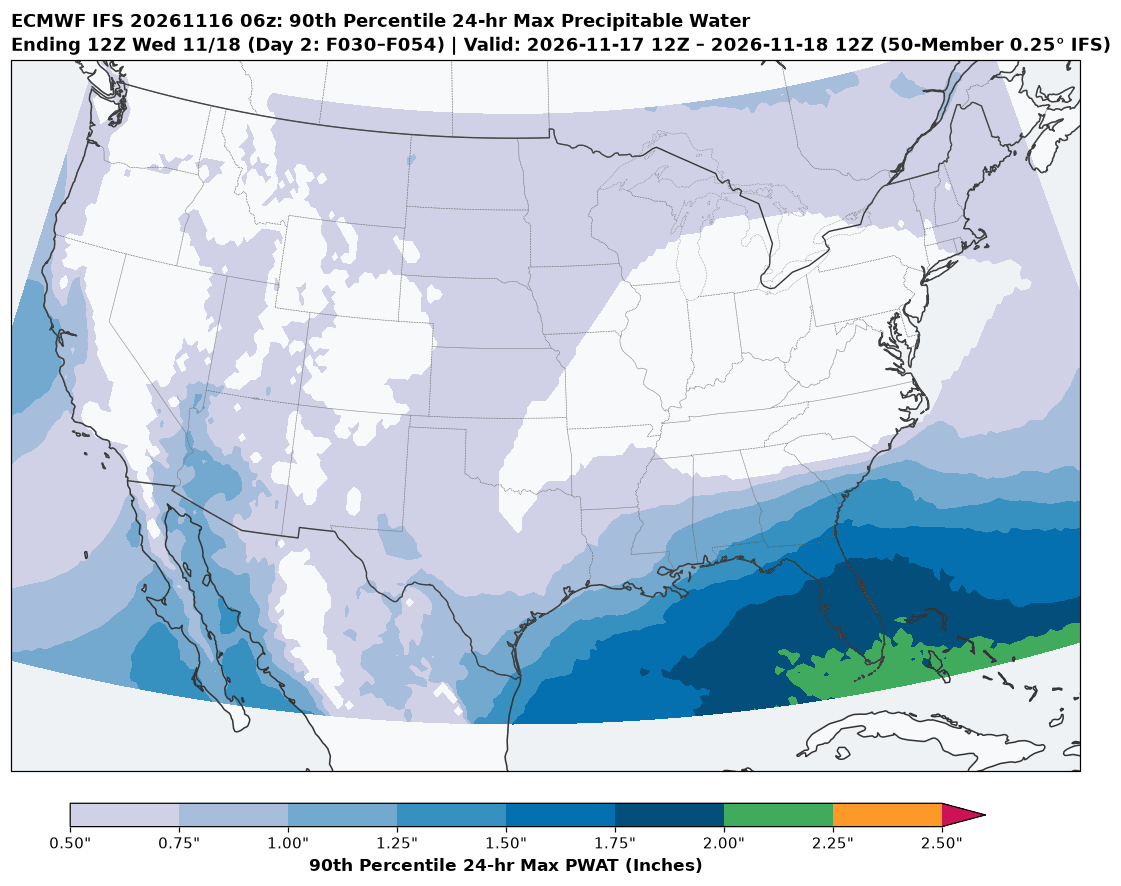 ECMWF IFS 20261116 06z: 90th Percentile 24-hr Max Precipitable Water
Ending 12Z Wed 11/18 (Day 2: F030–F054) | Valid: 2026-11-17 12Z – 2026-11-18 12Z (50-Member 0.25° IFS)
0.50" 0.75" 1.00" 1.25" 1.50" 1.75" 2.00" 2.25" 2.50"
90th Percentile 24-hr Max PWAT (Inches)